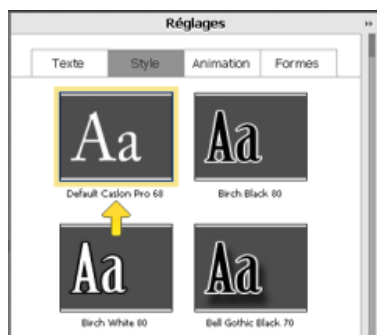 Réglages
Texte Style Animation Formes
Aa Aa
Default Caslon Pro 68 Birch Black 80
Aa Aa
Birch White 80 Bell Gothic Black 70